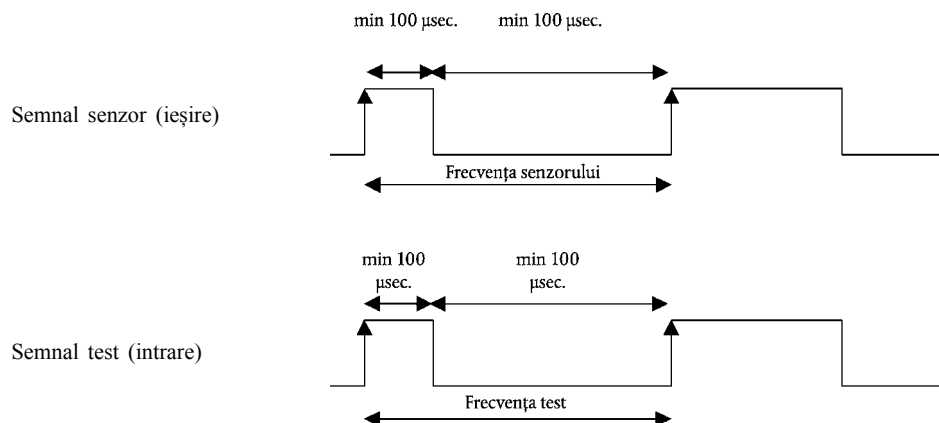 min 100 μsec. min 100 μsec.
Semnal senzor (ieșire)
Frecvența senzorului
min 100 μsec. min 100 μsec.
Semnal test (intrare)
Frecvența test